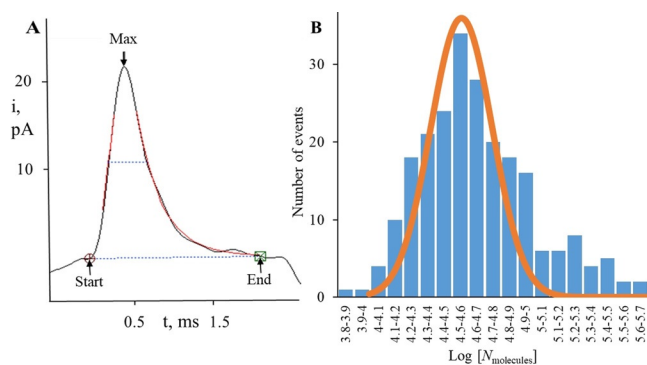 A
Max
20
i,
pA
10
Start
End
0.5
t, ms
1.5
B
30
20
10
0
Number of events
3.8-3.9
3.9-4
4-4.1
4.1-4.2
4.2-4.3
4.3-4.4
4.4-4.5
4.5-4.6
4.6-4.7
4.7-4.8
4.8-4.9
4.9-5
5-5.1
5.1-5.2
5.2-5.3
5.3-5.4
5.4-5.5
5.5-5.6
5.6-5.7
Log [Nmolecules]